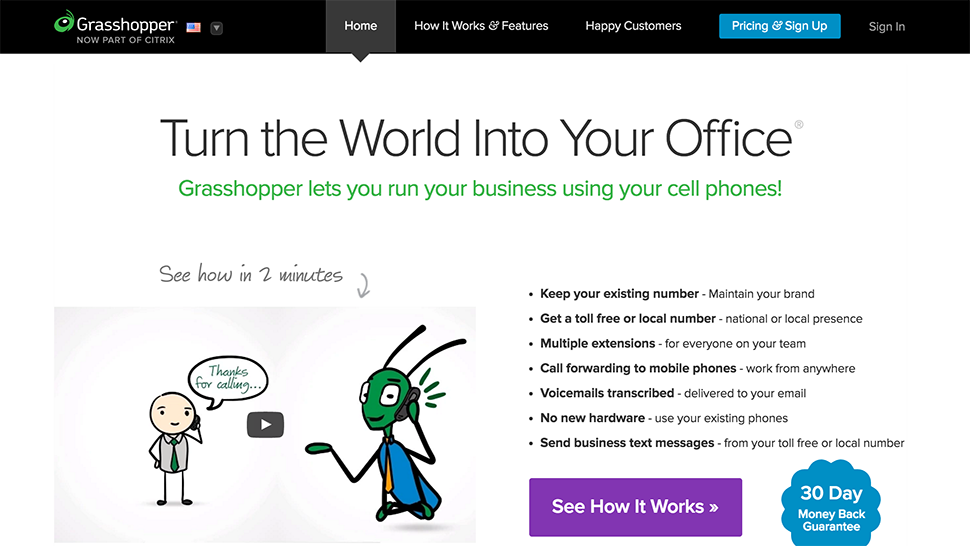 Grasshopper
NOW PART OF CITRIX
Home
How It Works & Features
Happy Customers
Pricing & Sign Up
Sign In
Turn the World Into Your Office®
Grasshopper lets you run your business using your cell phones!
See how in 2 minutes
Thanks
for calling...
• Keep your existing number - Maintain your brand
• Get a toll free or local number - national or local presence
• Multiple extensions - for everyone on your team
• Call forwarding to mobile phones - work from anywhere
• Voicemails transcribed - delivered to your email
• No new hardware - use your existing phones
• Send business text messages - from your toll free or local number
See How It Works »
30 Day
Money Back
Guarantee